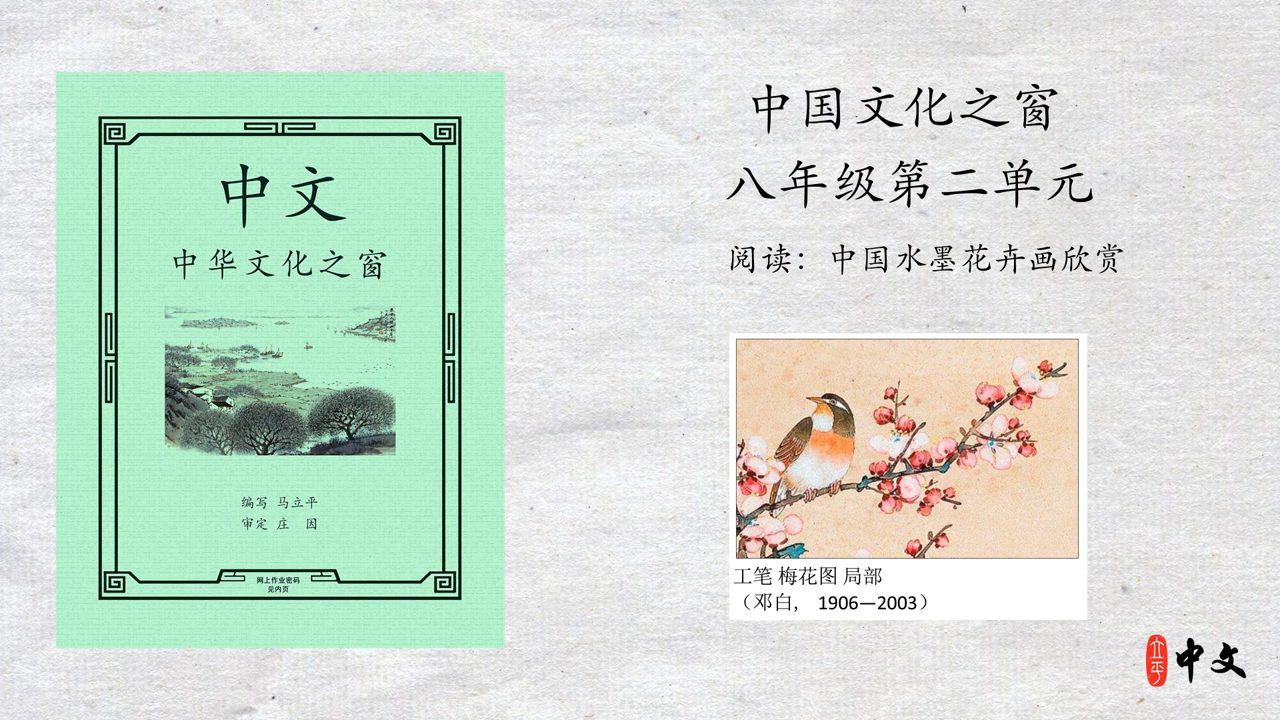 中文
中华文化之窗
编写 马立平
审定 庄 因
网上作业密码
见内页
中国文化之窗
八年级第二单元
阅读：中国水墨花卉画欣赏
工笔 梅花图 局部
（邓白， 1906—2003）
立平
中文